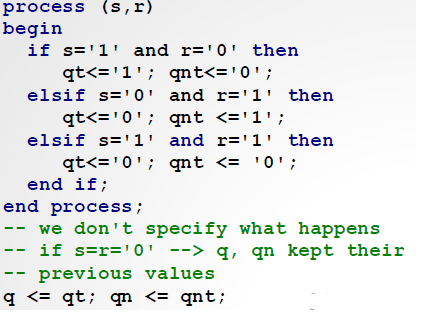 process (s,r)
begin
if s='1' and r='0' then
qt<='1'; qnt<='0';
elsif s='0' and r='1' then
qt<='0'; qnt <='1';
elsif s='1' and r='1' then
qt<='0'; qnt <= '0';
end if;
end process;
-- we don't specify what happens
-- if s=r='0' --> q, qn kept their
-- previous values
q <= qt; qn <= qnt;